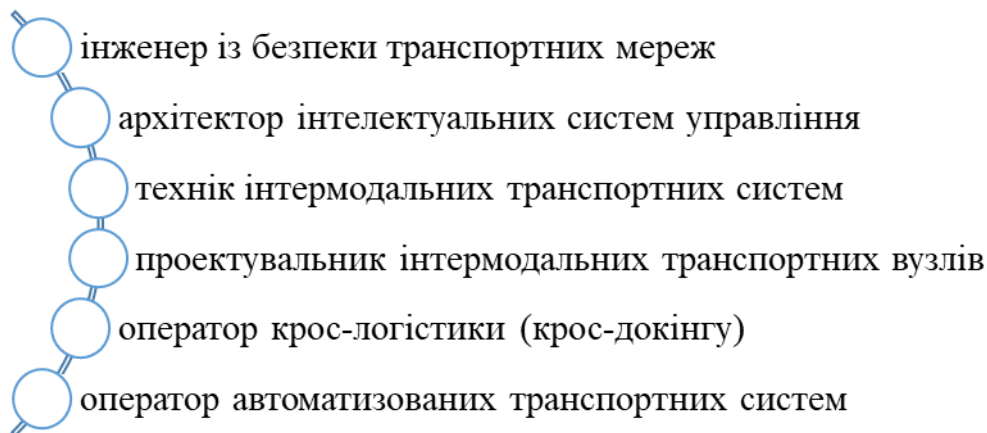 інженер із безпеки транспортних мереж
архітектор інтелектуальних систем управління
технік інтермодальних транспортних систем
проектувальник інтермодальних транспортних вузлів
оператор крос-логістики (крос-докінгу)
оператор автоматизованих транспортних систем